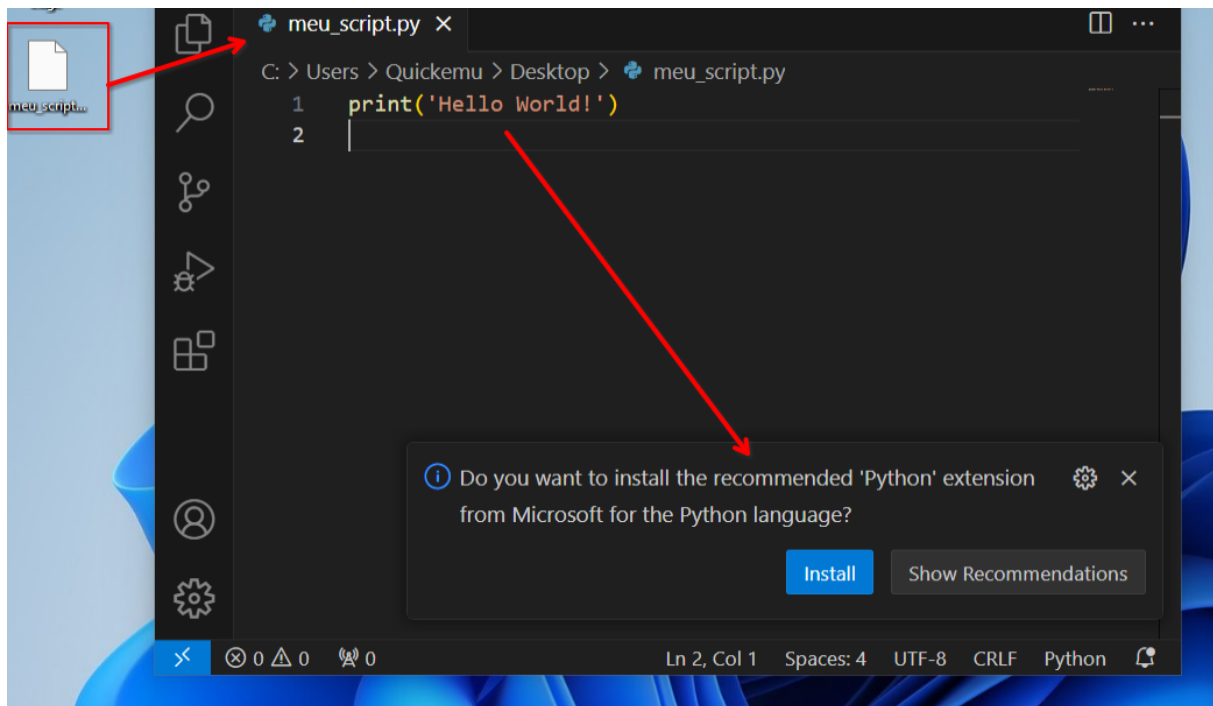 meu_script...
meu_script.py
C: > Users > Quickemu > Desktop > meu_script.py
1 print('Hello World!')
2
Do you want to install the recommended 'Python' extension
from Microsoft for the Python language?
Install Show Recommendations
0 0 0 Ln 2, Col 1 Spaces: 4 UTF-8 CRLF Python